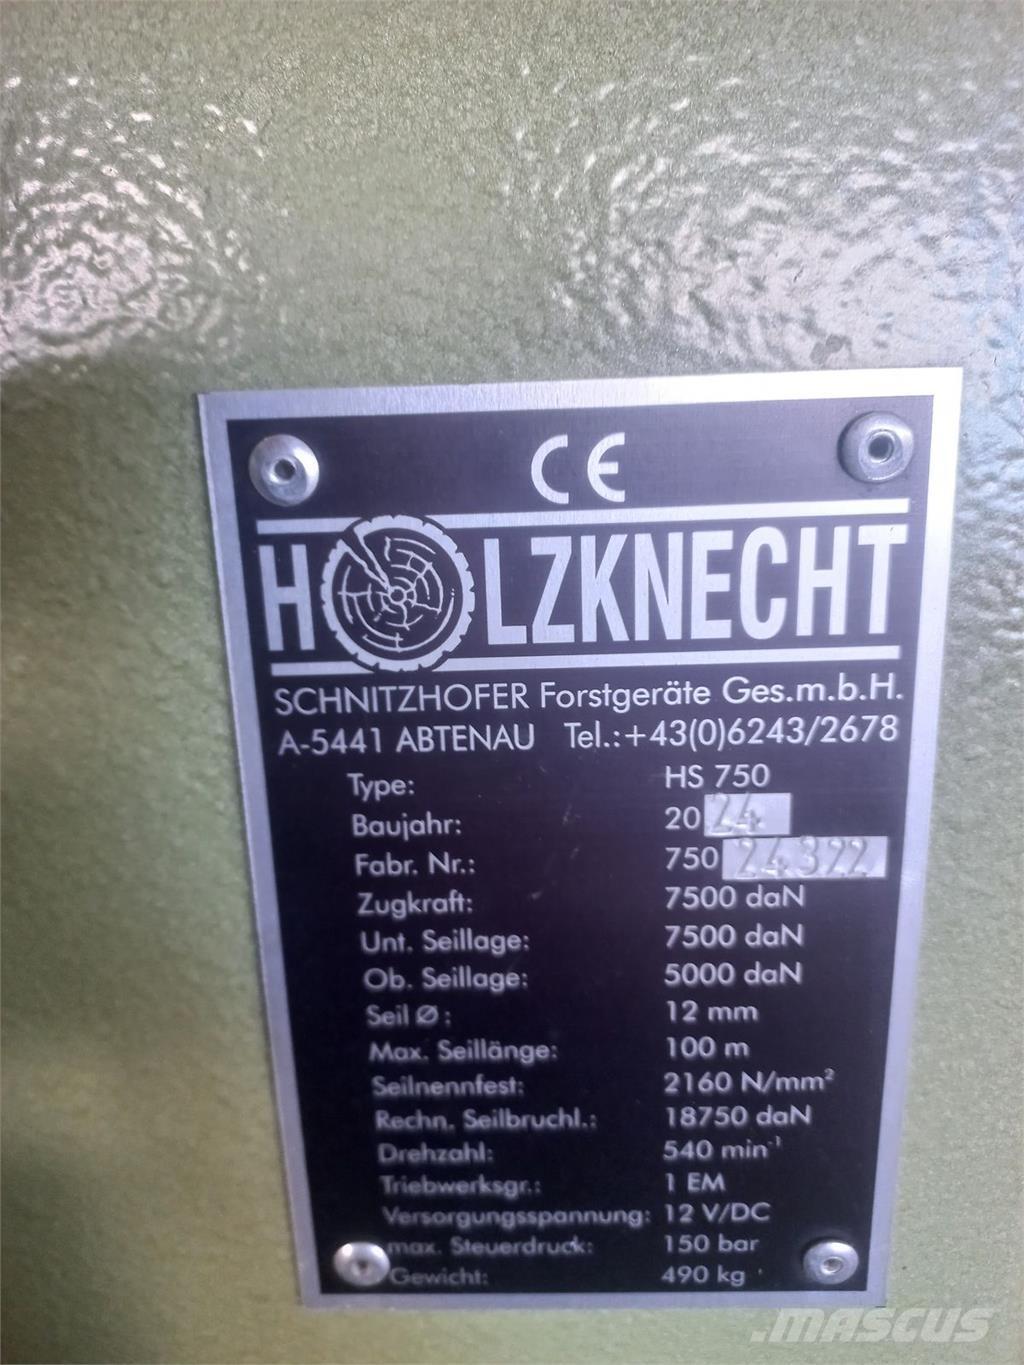 CE
HOLZKNECHT
SCHNITZHOFER Forstgeräte Ges.m.b.H.
A-5441 ABTENAU Tel.:+43(0)6243/2678
Type: HS 750
Baujahr: 2024
Fabr. Nr.: 75024322
Zugkraft: 7500 daN
Unt. Seillage: 7500 daN
Ob. Seillage: 5000 daN
Seil Ø: 12 mm
Max. Seillänge: 100 m
Seilnennfest: 2160 N/mm²
Rechn. Seilbruchl.: 18750 daN
Drehzahl: 540 min⁻¹
Triebwerksgr.: 1 EM
Versorgungsspannung: 12 V/DC
max. Steuerdruck: 150 bar
Gewicht: 490 kg
.MASCUS